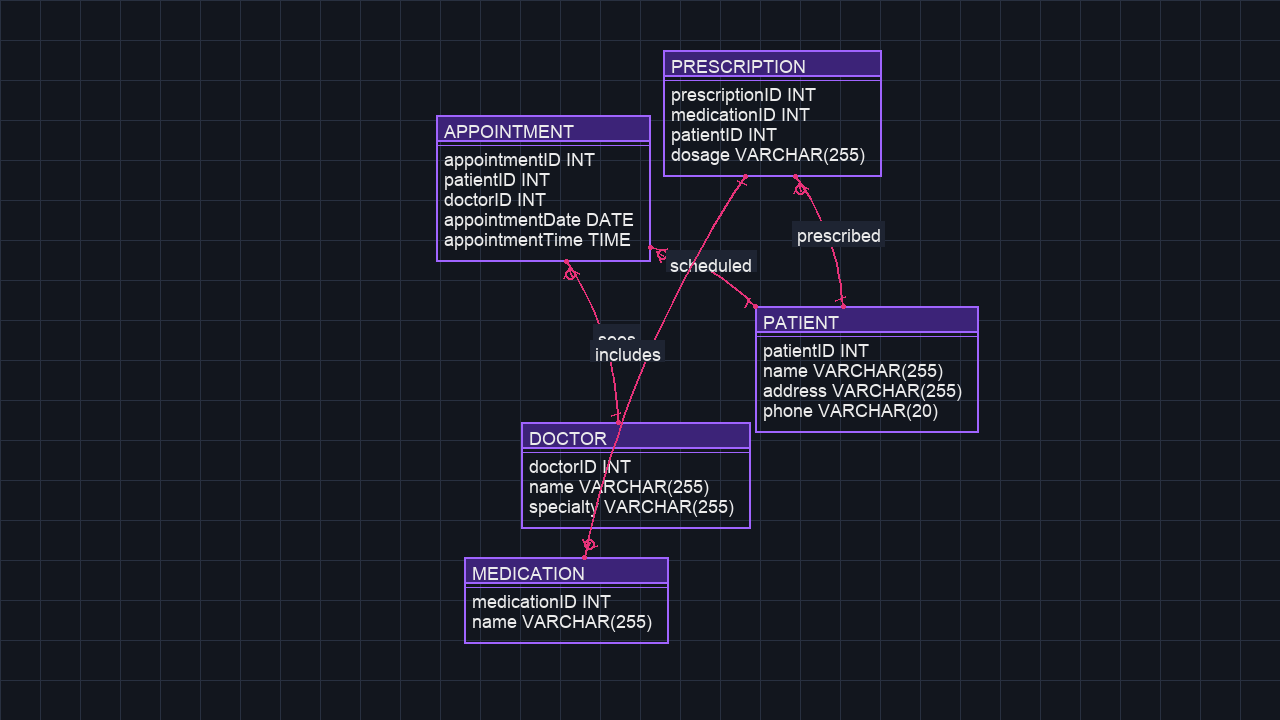 PRESCRIPTION
prescriptionID INT
medicationID INT
patientID INT
dosage VARCHAR(255)
APPOINTMENT
appointmentID INT
patientID INT
doctorID INT
appointmentDate DATE
appointmentTime TIME
prescribed
scheduled
includes
PATIENT
patientID INT
name VARCHAR(255)
address VARCHAR(255)
phone VARCHAR(20)
DOCTOR
doctorID INT
name VARCHAR(255)
specialty VARCHAR(255)
MEDICATION
medicationID INT
name VARCHAR(255)